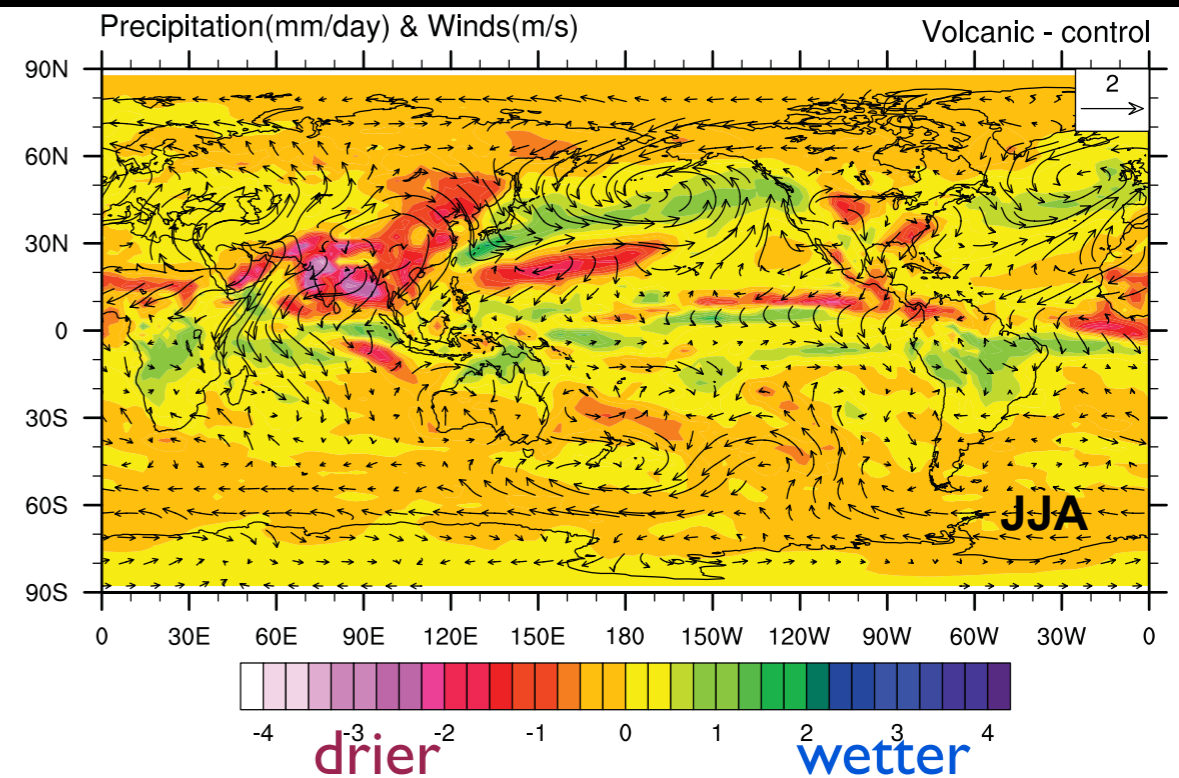 Precipitation(mm/day) & Winds(m/s)
Volcanic - control
2
90N
60N
30N
0
30S
60S
90S
JJA
0 30E 60E 90E 120E 150E 180 150W 120W 90W 60W 30W 0
-4 -3 -2 -1 0 1 2 3 4
drier wetter